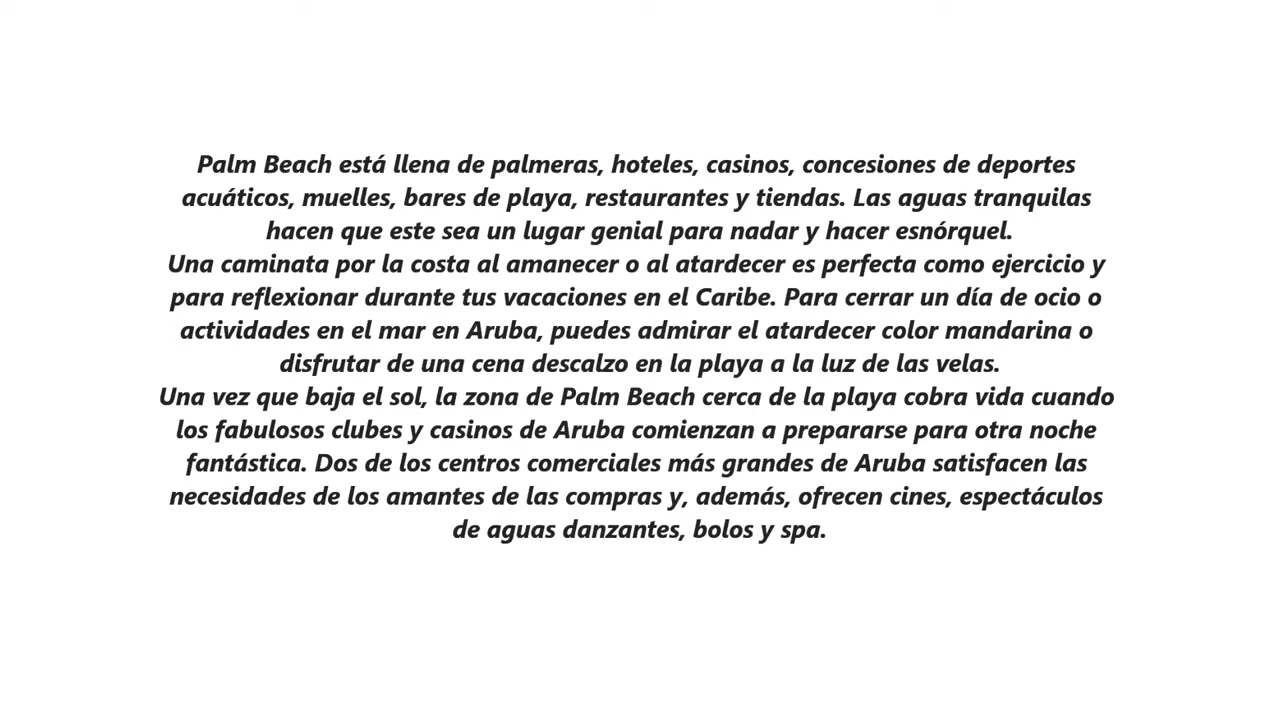 Palm Beach está llena de palmeras, hoteles, casinos, concesiones de deportes
acuáticos, muelles, bares de playa, restaurantes y tiendas. Las aguas tranquilas
hacen que este sea un lugar genial para nadar y hacer esnórquel.
Una caminata por la costa al amanecer o al atardecer es perfecta como ejercicio y
para reflexionar durante tus vacaciones en el Caribe. Para cerrar un día de ocio o
actividades en el mar en Aruba, puedes admirar el atardecer color mandarina o
disfrutar de una cena descalzo en la playa a la luz de las velas.
Una vez que baja el sol, la zona de Palm Beach cerca de la playa cobra vida cuando
los fabulosos clubes y casinos de Aruba comienzan a prepararse para otra noche
fantástica. Dos de los centros comerciales más grandes de Aruba satisfacen las
necesidades de los amantes de las compras y, además, ofrecen cines, espectáculos
de aguas danzantes, bolos y spa.